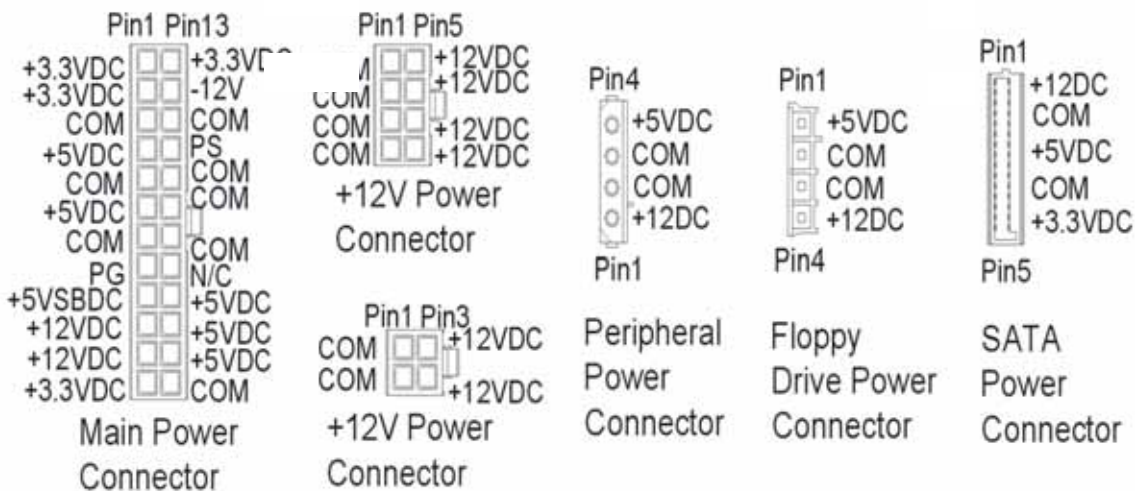 Pin1 Pin13
+3.3VDC
+3.3VDC
COM
+5VDC
COM
+5VDC
COM
PG
+5VSBDC
+12VDC
+12VDC
+3.3VDC
-12V
COM
PS
COM
COM
COM
N/C
+5VDC
+5VDC
+5VDC
COM
Main Power
Connector
Pin1 Pin5
COM
COM
COM
+12VDC
+12VDC
+12VDC
+12VDC
+12V Power
Connector
Pin1 Pin3
COM
COM
+12VDC
+12VDC
+12V Power
Connector
Pin4
+5VDC
COM
COM
+12DC
Pin1
Peripheral
Power
Connector
Pin1
+5VDC
COM
COM
+12DC
Pin4
Floppy
Drive Power
Connector
Pin1
+12DC
COM
+5VDC
COM
+3.3VDC
Pin5
SATA
Power
Connector